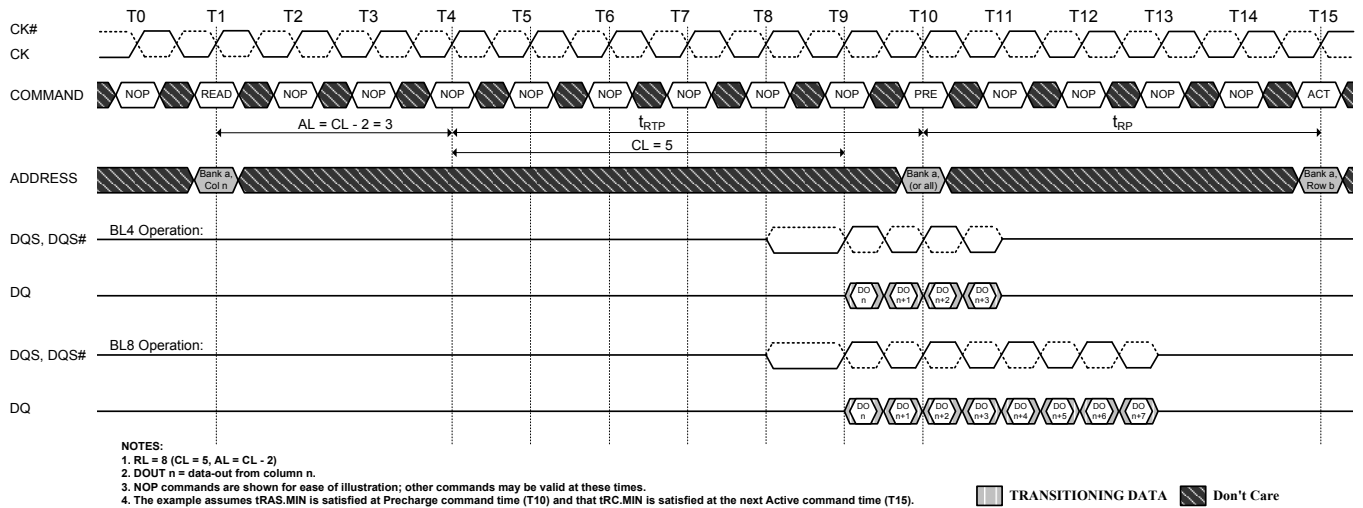 T0 T1 T2 T3 T4 T5 T6 T7 T8 T9 T10 T11 T12 T13 T14 T15
CK#
CK
COMMAND NOP READ NOP NOP NOP NOP NOP NOP NOP NOP PRE NOP NOP NOP NOP ACT
AL = CL - 2 = 3 tRTP tRP
CL = 5
ADDRESS Bank a, Col n Bank a, (or all) Bank a, Row b
DQS, DQS# BL4 Operation:
DQ DO n DO n+1 DO n+2 DO n+3
DQS, DQS# BL8 Operation:
DQ DO n DO n+1 DO n+2 DO n+3 DO n+4 DO n+5 DO n+6 DO n+7
NOTES:
1. RL = 8 (CL = 5, AL = CL - 2)
2. DOUT n = data-out from column n.
3. NOP commands are shown for ease of illustration; other commands may be valid at these times.
4. The example assumes tRAS.MIN is satisfied at Precharge command time (T10) and that tRC.MIN is satisfied at the next Active command time (T15).
TRANSITIONING DATA Don't Care